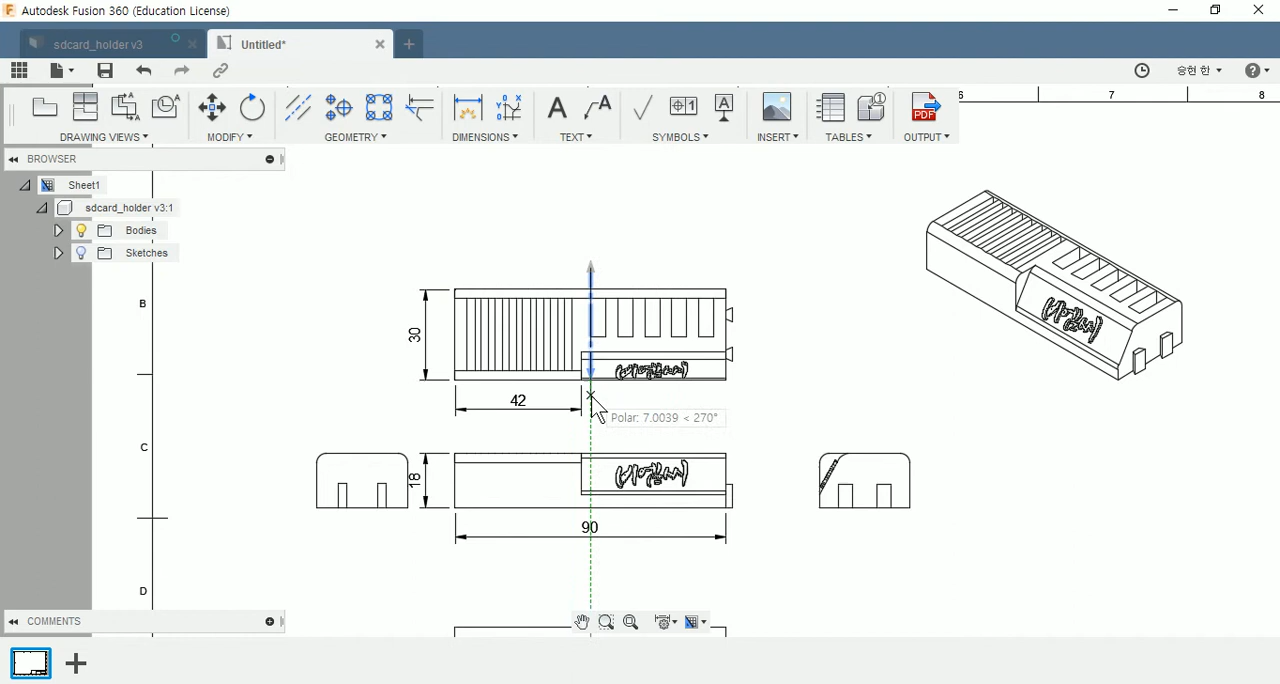 Autodesk Fusion 360 (Education License)
sdcard_holder v3
Untitled*
승현 한
DRAWING VIEWS
MODIFY
GEOMETRY
DIMENSIONS
TEXT
SYMBOLS
INSERT
TABLES
OUTPUT
PDF
6
7
8
BROWSER
Sheet1
sdcard_holder v3:1
Bodies
Sketches
B
C
D
30
42
18
90
Polar: 7.0039 < 270°
COMMENTS